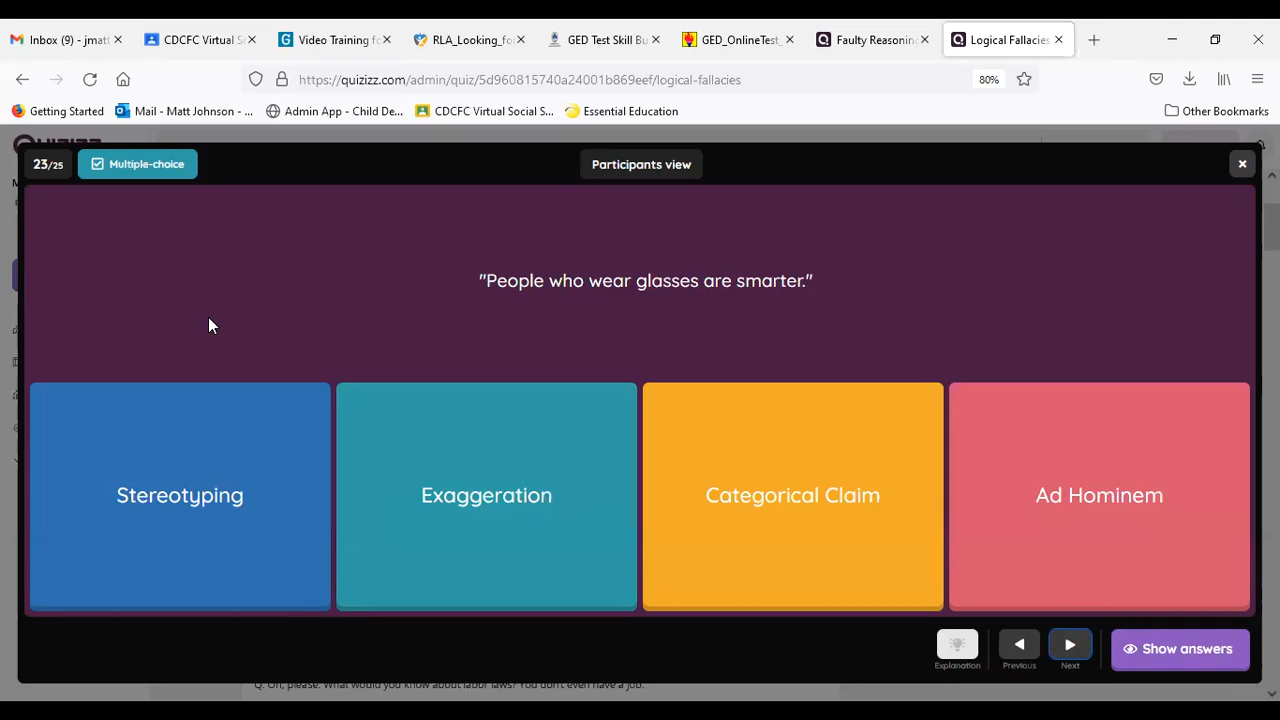 Inbox (9) - jmatt
CDCFC Virtual S
Video Training fo
RLA_Looking_fo
GED Test Skill Bu
GED_OnlineTest_
Faulty Reasoning
Logical Fallacies
https://quizizz.com/admin/quiz/5d960815740a24001b869eef/logical-fallacies
80%
Getting Started
Mail - Matt Johnson - ...
Admin App - Child De...
CDCFC Virtual Social S...
Essential Education
Other Bookmarks
23/25
Multiple-choice
Participants view
"People who wear glasses are smarter."
Stereotyping
Exaggeration
Categorical Claim
Ad Hominem
Explanation
Previous
Next
Show answers
Q. Oh, please. What would you know about labor laws? You don't even have a job.